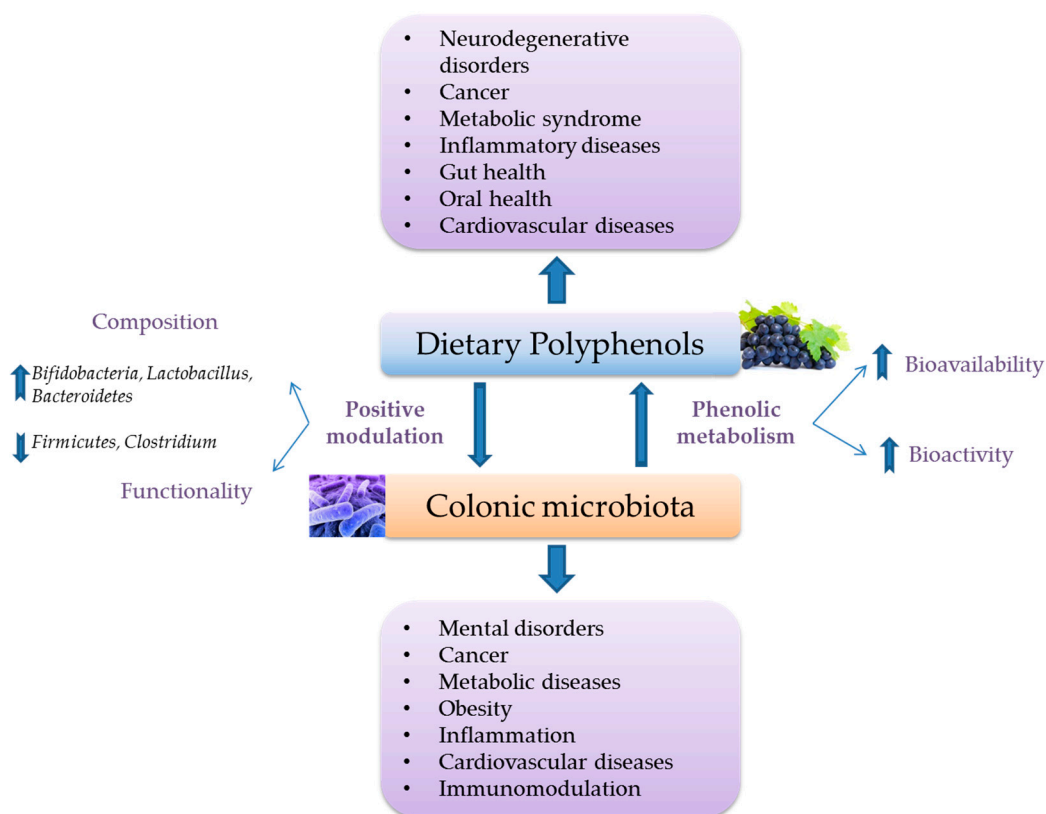 • Neurodegenerative
disorders
• Cancer
• Metabolic syndrome
• Inflammatory diseases
• Gut health
• Oral health
• Cardiovascular diseases
Dietary Polyphenols
Composition
Bifidobacteria, Lactobacillus,
Bacteroidetes
Firmicutes, Clostridium
Functionality
Positive
modulation
Phenolic
metabolism
Bioavailability
Bioactivity
Colonic microbiota
• Mental disorders
• Cancer
• Metabolic diseases
• Obesity
• Inflammation
• Cardiovascular diseases
• Immunomodulation